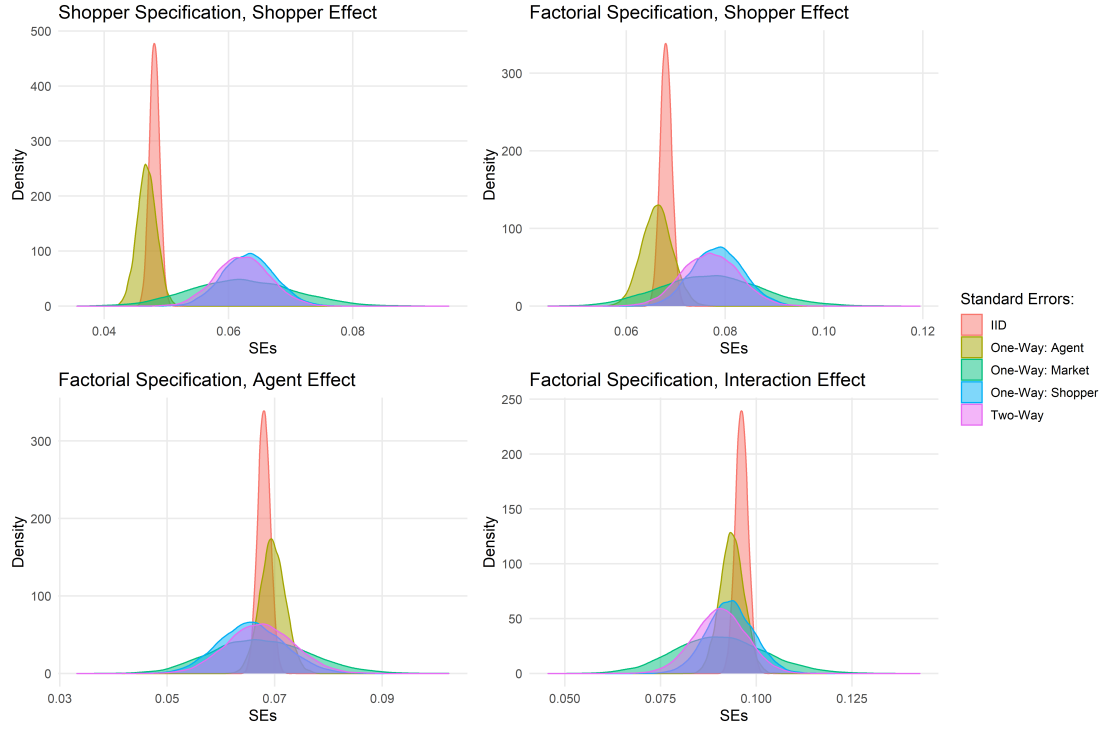 Shopper Specification, Shopper Effect
500
400
300
200
100
0
Density
0.04 0.06 0.08
SEs
Factorial Specification, Shopper Effect
300
200
100
0
Density
0.06 0.08 0.10 0.12
SEs
Factorial Specification, Agent Effect
300
200
100
0
Density
0.03 0.05 0.07 0.09
SEs
Factorial Specification, Interaction Effect
250
200
150
100
50
0
Density
0.050 0.075 0.100 0.125
SEs
Standard Errors:
IID
One-Way: Agent
One-Way: Market
One-Way: Shopper
Two-Way